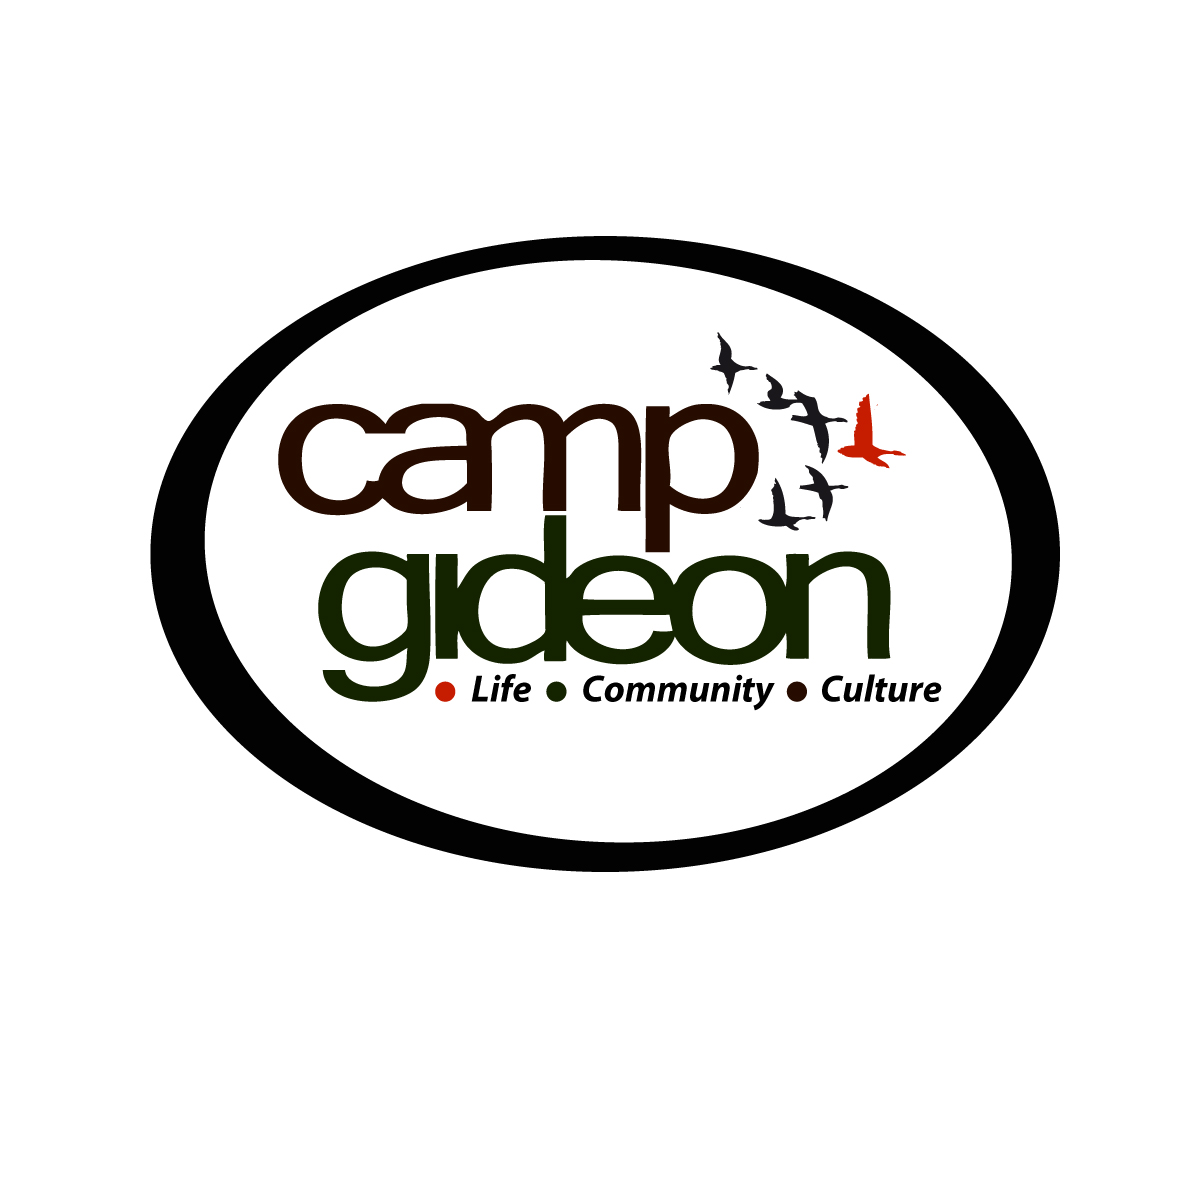 camp
gideon
• Life • Community • Culture